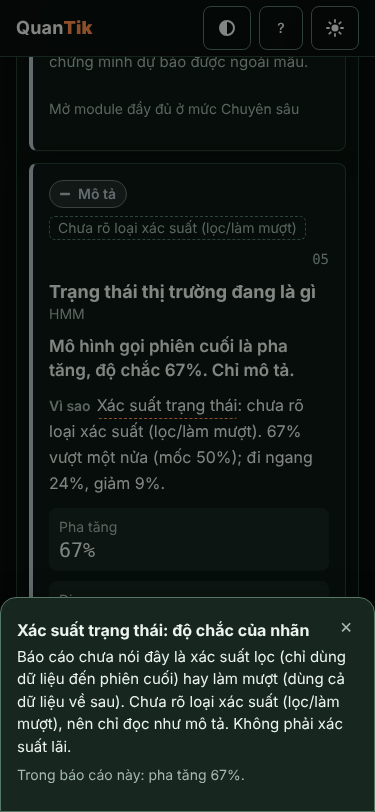 QuanTik
?
chứng minh dự báo được ngoài mẫu.
Mở module đầy đủ ở mức Chuyên sâu
Mô tả
Chưa rõ loại xác suất (lọc/làm mượt)
05
Trạng thái thị trường đang là gì
HMM
Mô hình gọi phiên cuối là pha
tăng, độ chắc 67%. Chỉ mô tả.
Vì sao Xác suất trạng thái: chưa rõ
loại xác suất (lọc/làm mượt). 67%
vượt một nửa (mốc 50%); đi ngang
24%, giảm 9%.
Pha tăng
67%
Xác suất trạng thái: độ chắc của nhãn ×
Báo cáo chưa nói đây là xác suất lọc (chỉ dùng
dữ liệu đến phiên cuối) hay làm mượt (dùng cả
dữ liệu về sau). Chưa rõ loại xác suất (lọc/làm
mượt), nên chỉ đọc như mô tả. Không phải xác
suất lãi.
Trong báo cáo này: pha tăng 67%.